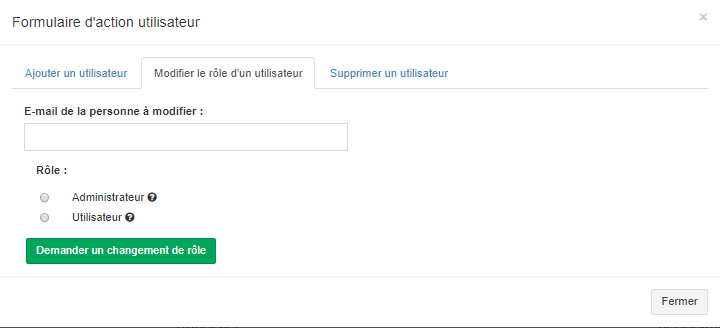 Formulaire d'action utilisateur
×
Ajouter un utilisateur
Modifier le rôle d'un utilisateur
Supprimer un utilisateur
E-mail de la personne à modifier :
Rôle :
Administrateur ?
Utilisateur ?
Demander un changement de rôle
Fermer